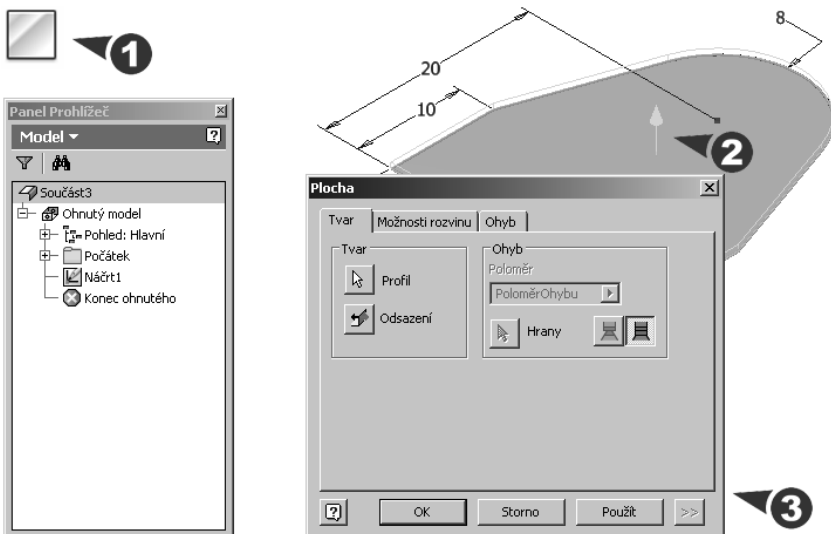 1
Panel Prohlížeč
Model
Součást3
Ohnutý model
Pohled: Hlavní
Počátek
Náčrt1
Konec ohnutého
8
20
10
2
Plocha
Tvar
Možnosti rozvinu
Ohyb
Tvar
Profil
Odsazení
Ohyb
Poloměr
PoloměrOhybu
Hrany
OK
Storno
Použít
>>
3